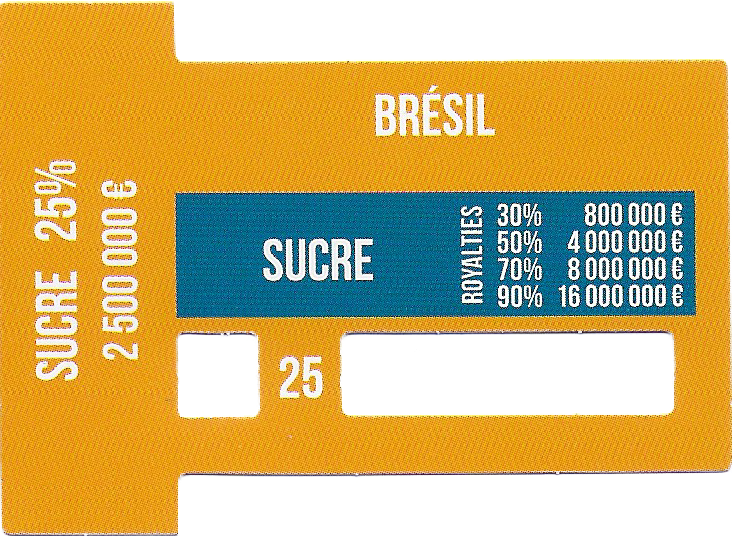 SUCRE 25%
2 500 000 €
BRÉSIL
SUCRE
ROYALTIES
30% 800 000 €
50% 4 000 000 €
70% 8 000 000 €
90% 16 000 000 €
25